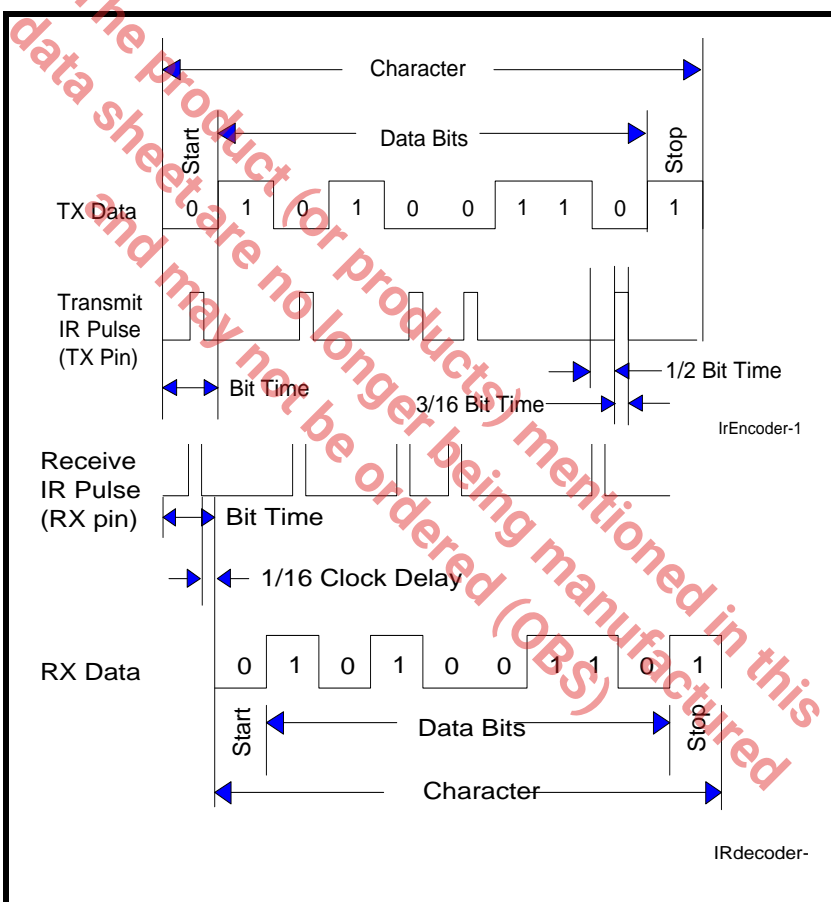 The product (or products) mentioned in this
data sheet are no longer being manufactured
and may not be ordered (OBS)
Character
Start
Data Bits
Stop
TX Data
0 1 0 1 0 0 1 1 0 1
Transmit
IR Pulse
(TX Pin)
1/2 Bit Time
Bit Time
3/16 Bit Time
IrEncoder-1
Receive
IR Pulse
(RX pin)
Bit Time
1/16 Clock Delay
RX Data
0 1 0 1 0 0 1 1 0 1
Start
Data Bits
Stop
Character
IRdecoder-